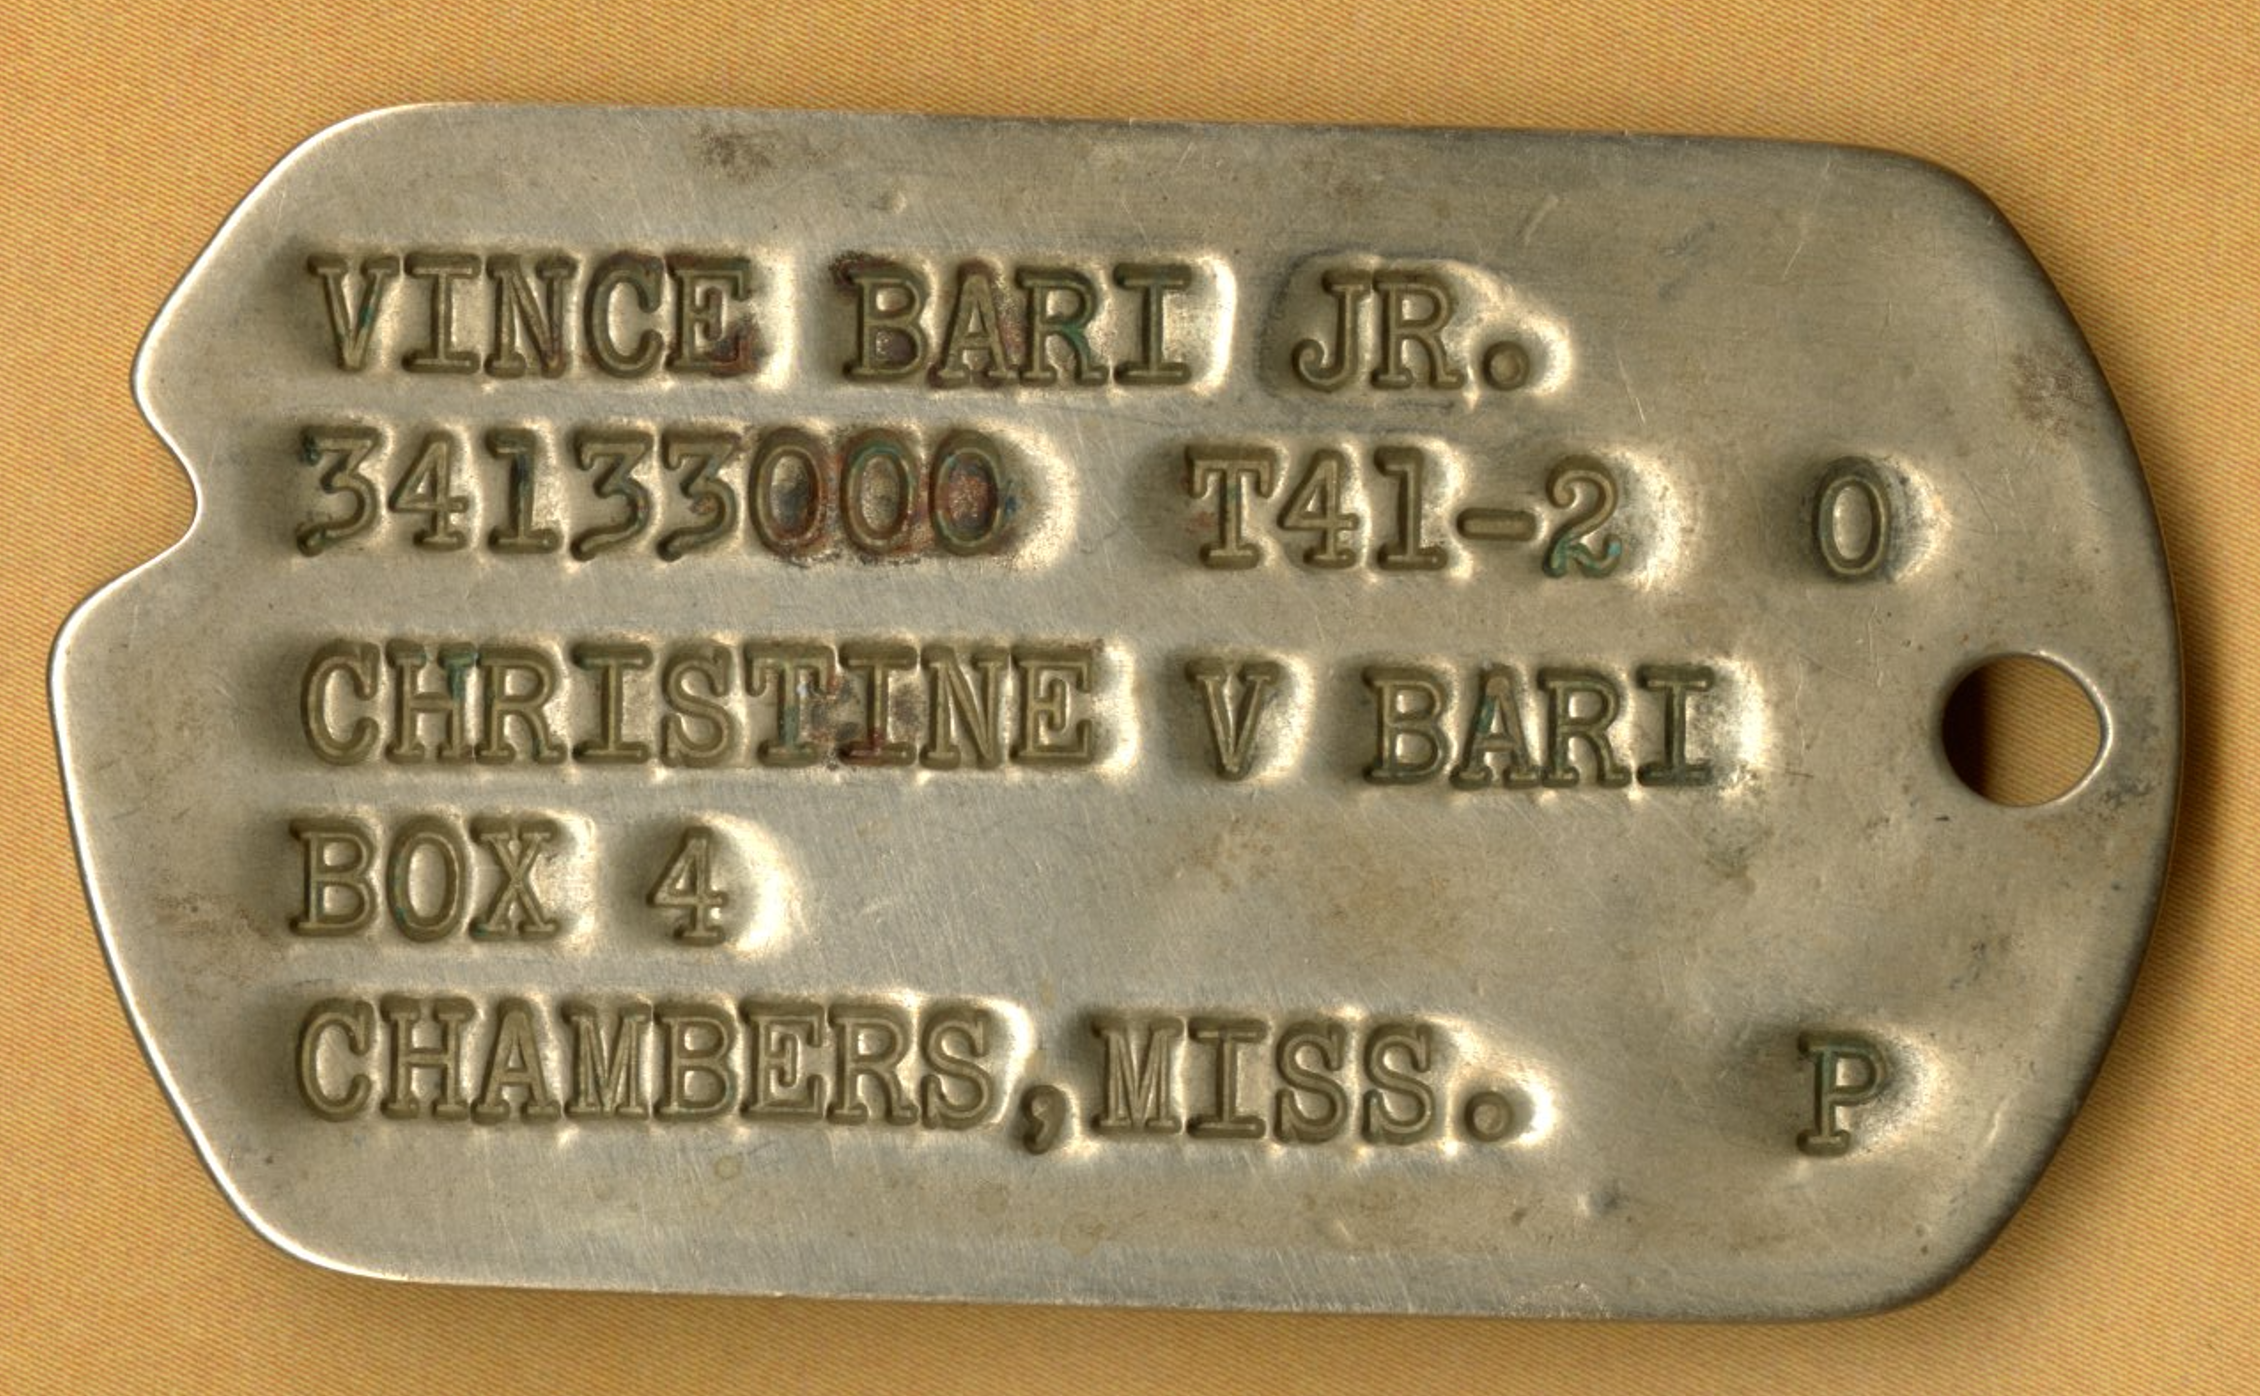 VINCE BARI JR.
34133000 T41-2 O
CHRISTINE V BARI
BOX 4
CHAMBERS,MISS. P